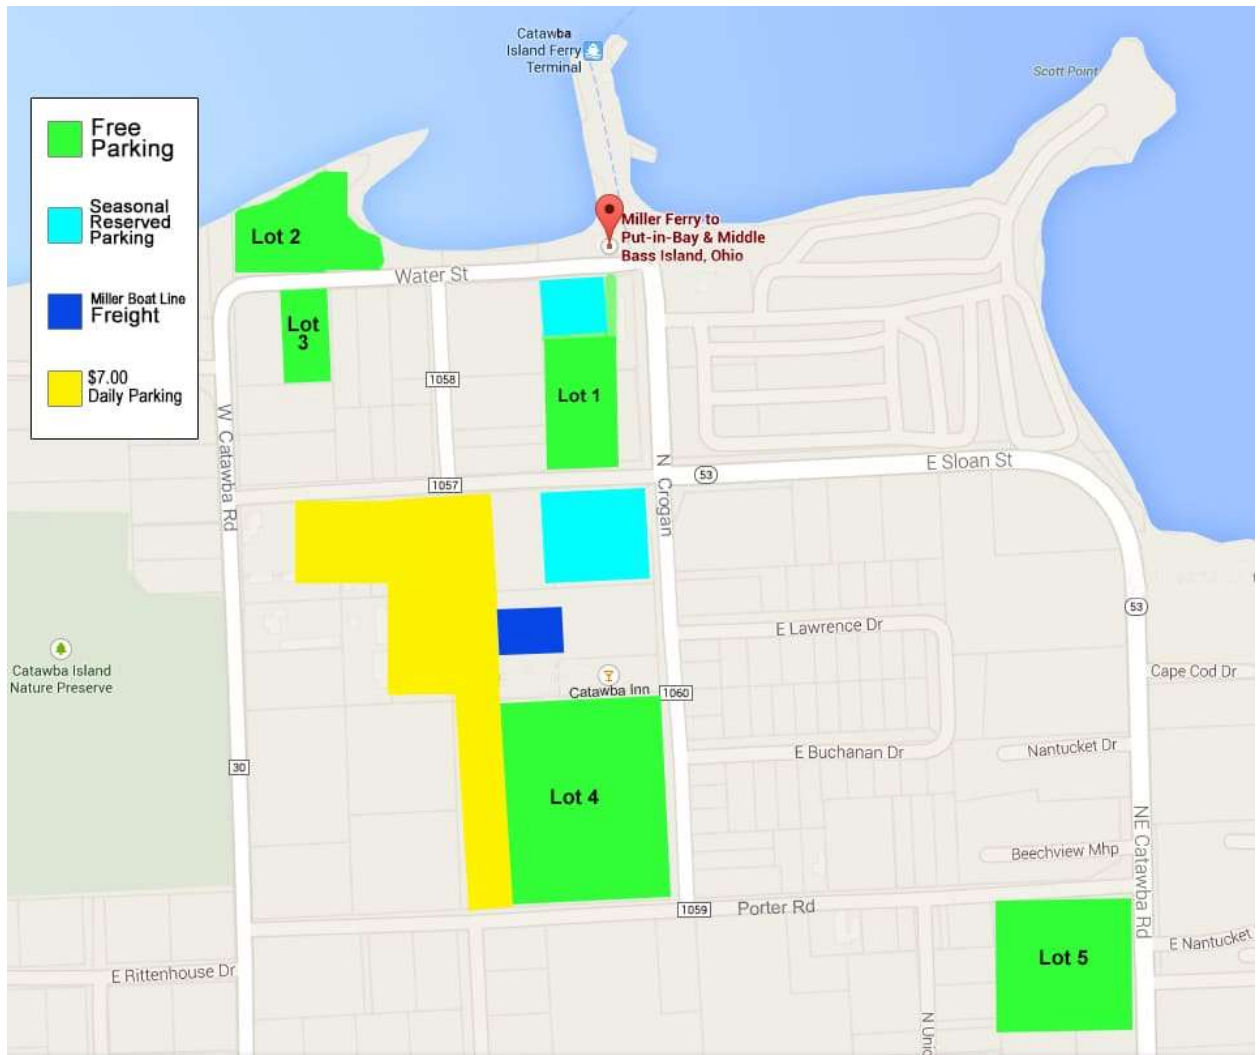 Catawba
Island Ferry
Terminal
Scott Point
Free
Parking
Seasonal
Reserved
Parking
Miller Boat Line
Freight
$7.00
Daily Parking
Lot 2
Miller Ferry to
Put-in-Bay & Middle
Bass Island, Ohio
Water St
Lot
3
1058
Lot 1
W Catawba Rd
N Crogan
E Sloan St
53
1057
53
E Lawrence Dr
Catawba Island
Nature Preserve
Cape Cod Dr
Catawba Inn
1060
E Buchanan Dr
Nantucket Dr
30
Lot 4
Beechview Mhp
NE Catawba Rd
1059
Porter Rd
E Nantucket
Lot 5
E Rittenhouse Dr